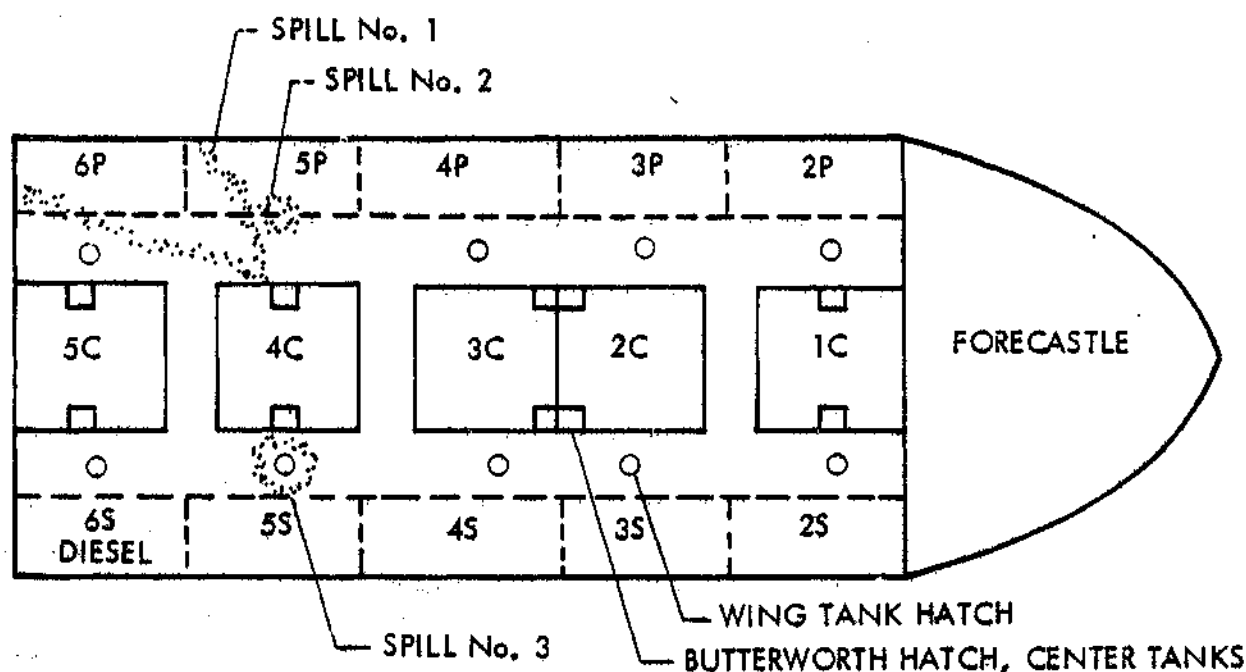 SPILL No. 1
SPILL No. 2
6P 5P 4P 3P 2P
5C 4C 3C 2C 1C FORECASTLE
6S 5S 4S 3S 2S
DIESEL
WING TANK HATCH
SPILL No. 3
BUTTERWORTH HATCH, CENTER TANKS